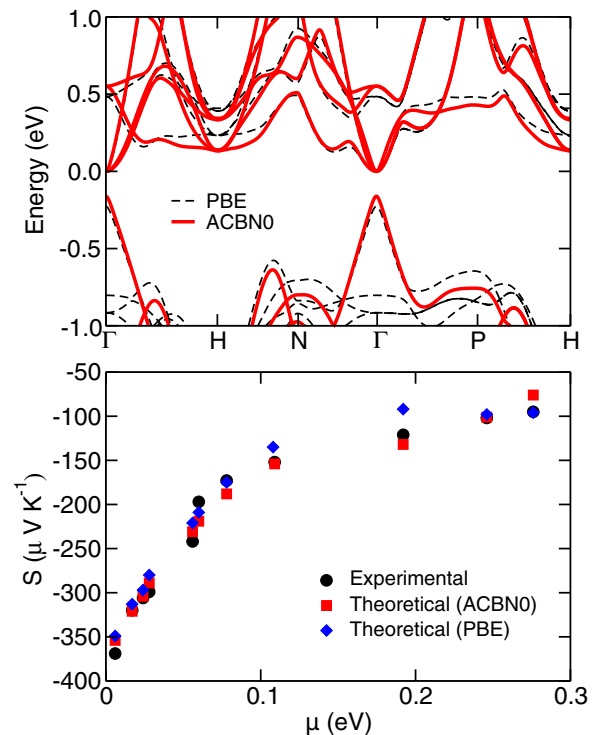 1.0
0.5
0.0
-0.5
-1.0
Energy (eV)
PBE
ACBN0
Γ H N Γ P H
-50
-100
-150
-200
-250
-300
-350
-400
S (μ V K⁻¹)
Experimental
Theoretical (ACBN0)
Theoretical (PBE)
0 0.1 0.2 0.3
μ (eV)